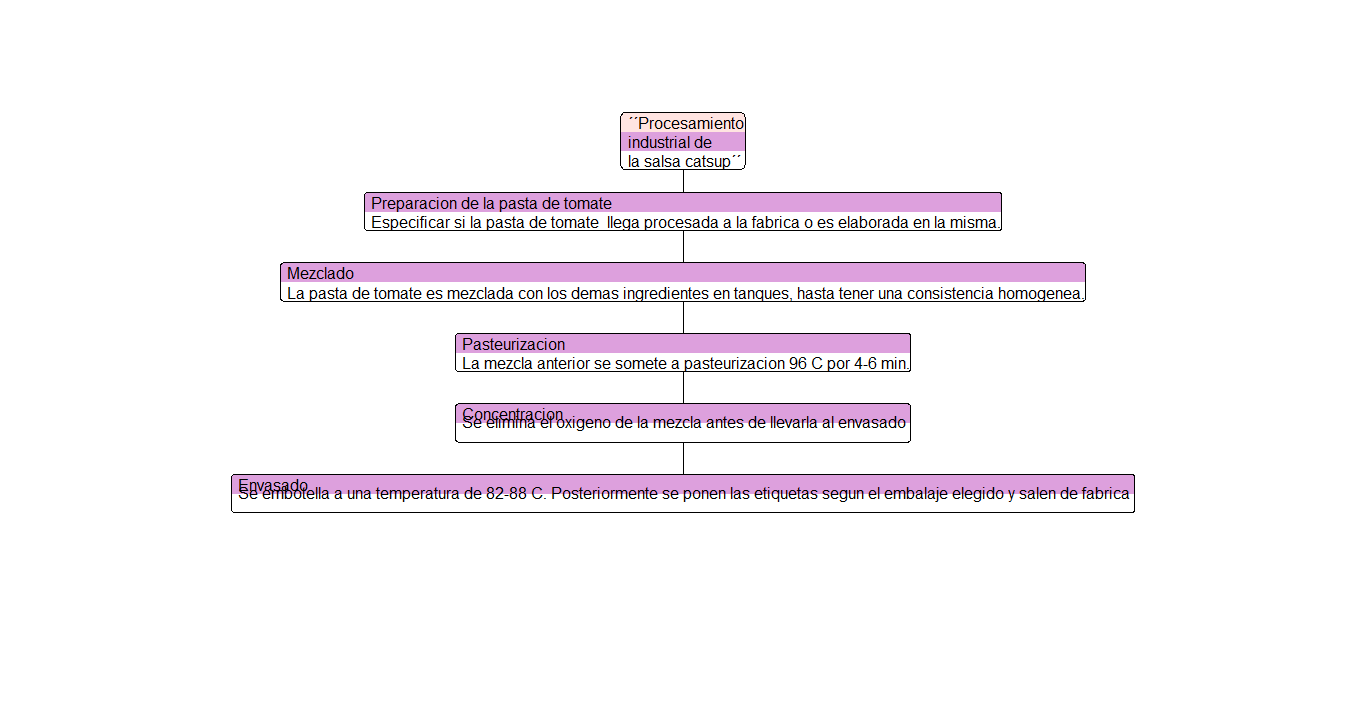 ´´Procesamiento
industrial de
la salsa catsup´´
Preparacion de la pasta de tomate
Especificar si la pasta de tomate  llega procesada a la fabrica o es elaborada en la misma.
Mezclado
La pasta de tomate es mezclada con los demas ingredientes en tanques, hasta tener una consistencia homogenea.
Pasteurizacion
La mezcla anterior se somete a pasteurizacion 96 C por 4-6 min.
Concentracion
Se elimina el oxigeno de la mezcla antes de llevarla al envasado
Envasado
Se embotella a una temperatura de 82-88 C. Posteriormente se ponen las etiquetas segun el embalaje elegido y salen de fabrica